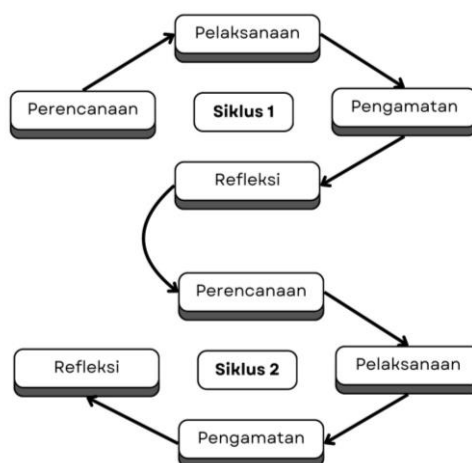 Pelaksanaan
Perencanaan
Siklus 1
Pengamatan
Refleksi
Perencanaan
Refleksi
Siklus 2
Pelaksanaan
Pengamatan